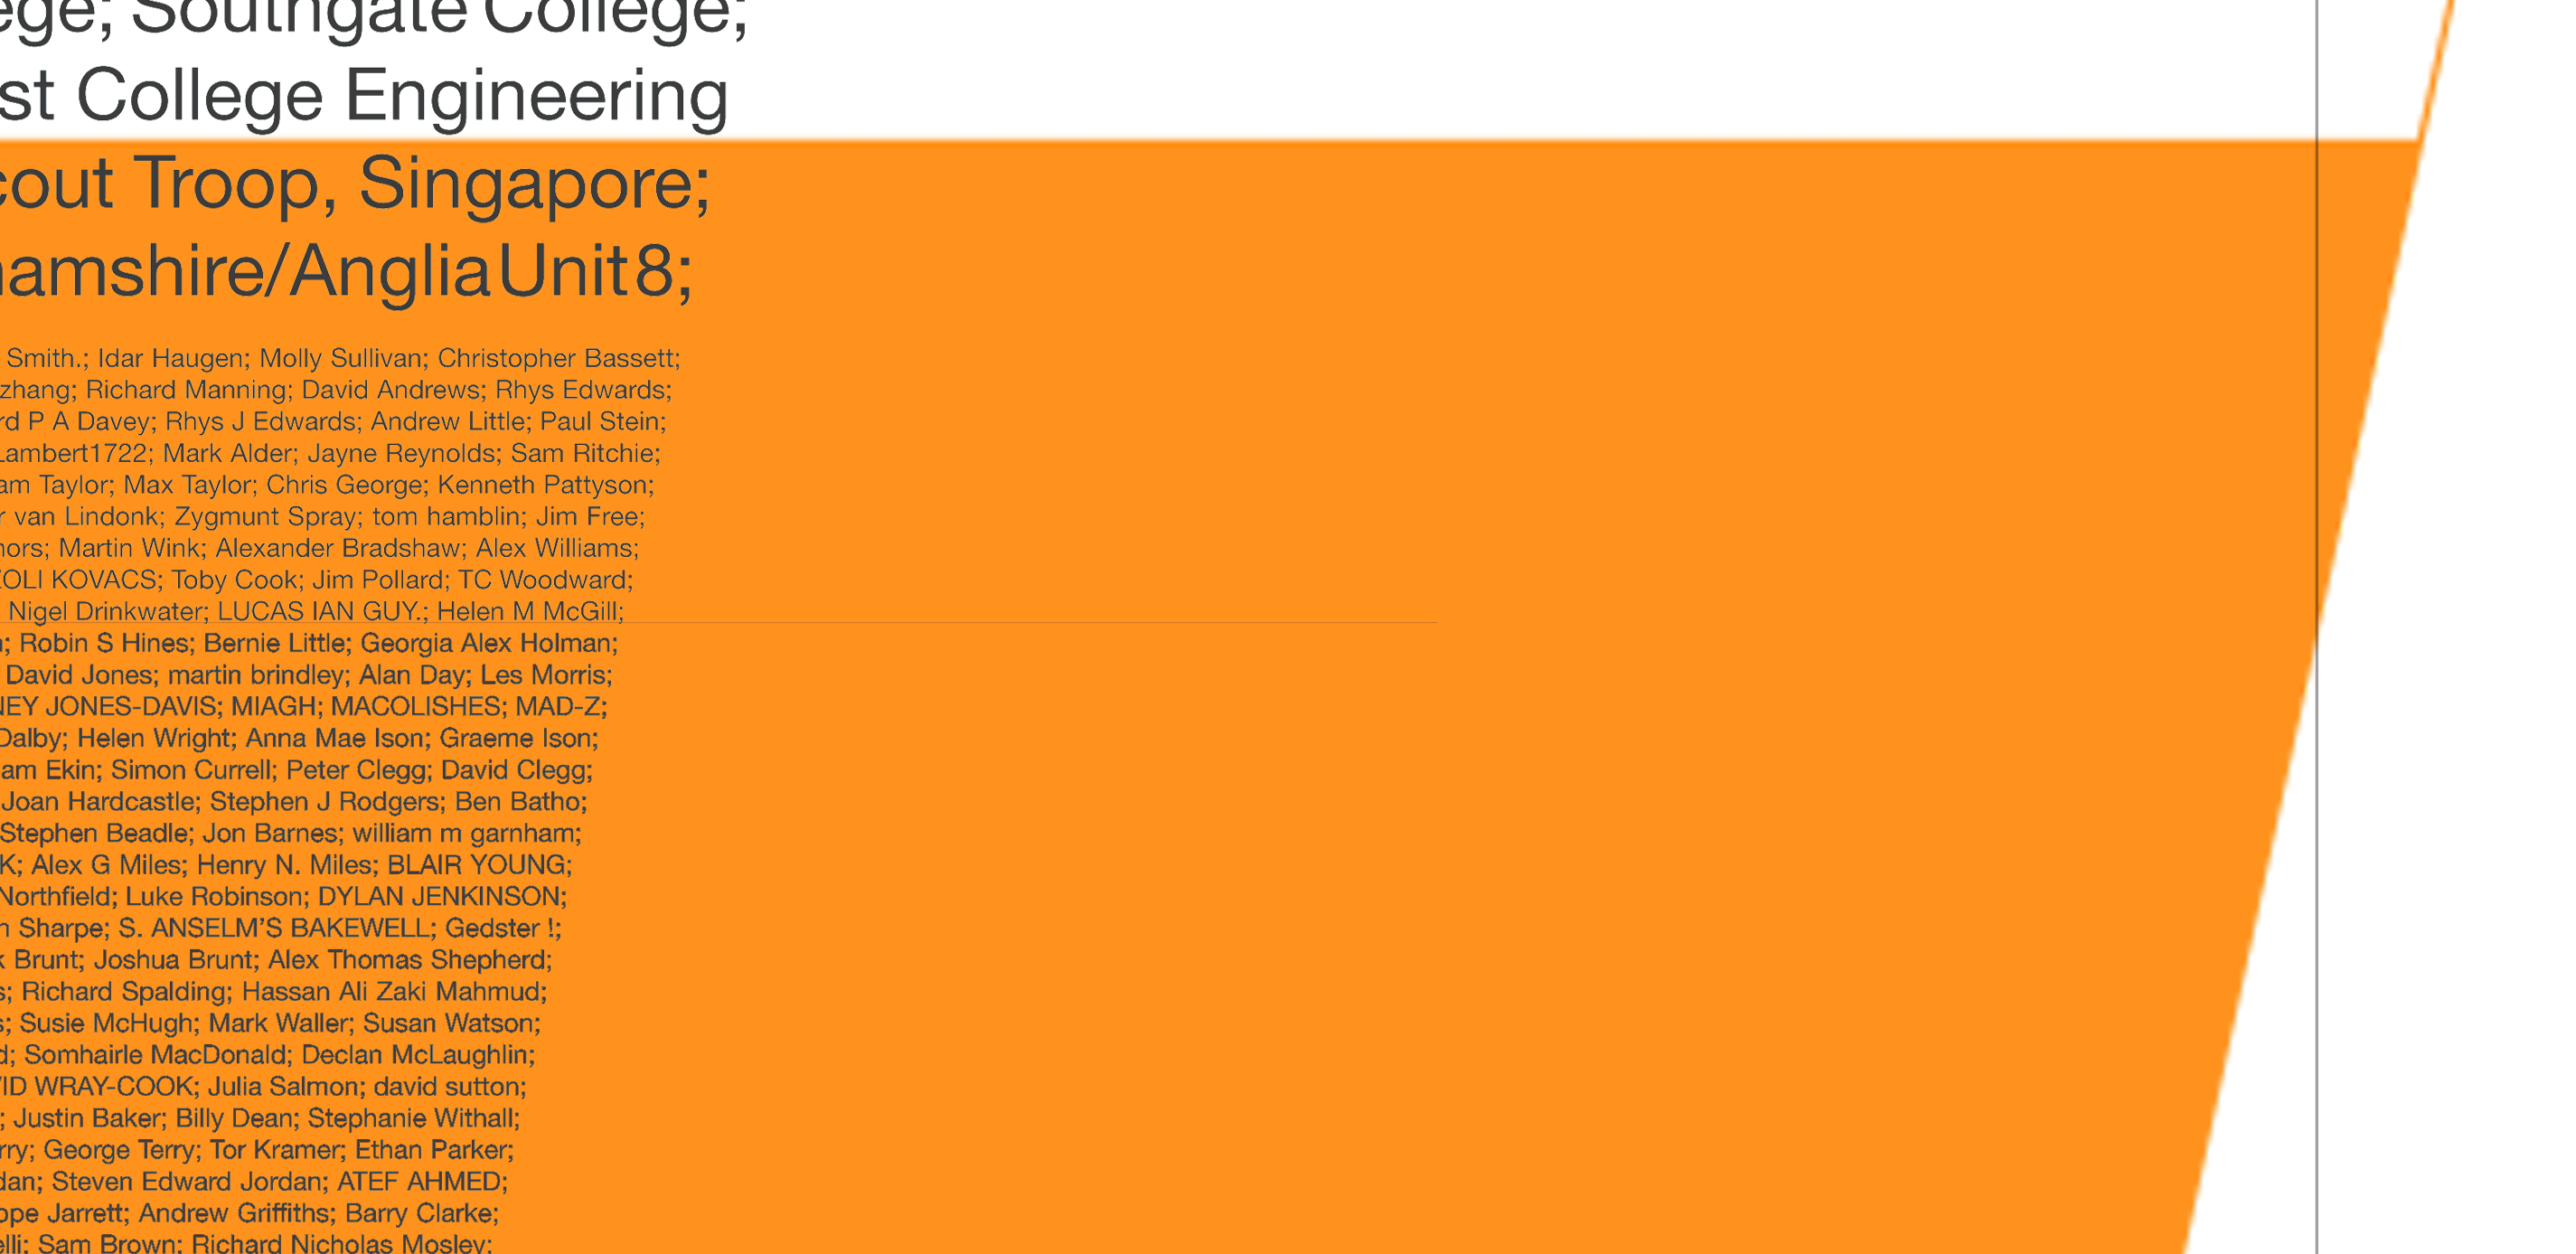 ege; Southgate College;
st College Engineering
cout Troop, Singapore;
hamshire/Anglia Unit 8;
Smith.; Idar Haugen; Molly Sullivan; Christopher Bassett;
zhang; Richard Manning; David Andrews; Rhys Edwards;
rd P A Davey; Rhys J Edwards; Andrew Little; Paul Stein;
Lambert1722; Mark Alder; Jayne Reynolds; Sam Ritchie;
am Taylor; Max Taylor; Chris George; Kenneth Pattyson;
r van Lindonk; Zygmunt Spray; tom hamblin; Jim Free;
nors; Martin Wink; Alexander Bradshaw; Alex Williams;
ZOLI KOVACS; Toby Cook; Jim Pollard; TC Woodward;
Nigel Drinkwater; LUCAS IAN GUY.; Helen M McGill;
; Robin S Hines; Bernie Little; Georgia Alex Holman;
David Jones; martin brindley; Alan Day; Les Morris;
NEY JONES-DAVIS; MIAGH; MACOLISHES; MAD-Z;
Dalby; Helen Wright; Anna Mae Ison; Graeme Ison;
am Ekin; Simon Currell; Peter Clegg; David Clegg;
Joan Hardcastle; Stephen J Rodgers; Ben Batho;
Stephen Beadle; Jon Barnes; william m garnham;
K; Alex G Miles; Henry N. Miles; BLAIR YOUNG;
Northfield; Luke Robinson; DYLAN JENKINSON;
n Sharpe; S. ANSELM'S BAKEWELL; Gedster !;
k Brunt; Joshua Brunt; Alex Thomas Shepherd;
s; Richard Spalding; Hassan Ali Zaki Mahmud;
s; Susie McHugh; Mark Waller; Susan Watson;
d; Somhairle MacDonald; Declan McLaughlin;
VID WRAY-COOK; Julia Salmon; david sutton;
; Justin Baker; Billy Dean; Stephanie Withall;
rry; George Terry; Tor Kramer; Ethan Parker;
dan; Steven Edward Jordan; ATEF AHMED;
ope Jarrett; Andrew Griffiths; Barry Clarke;
elli; Sam Brown; Richard Nicholas Mosley;